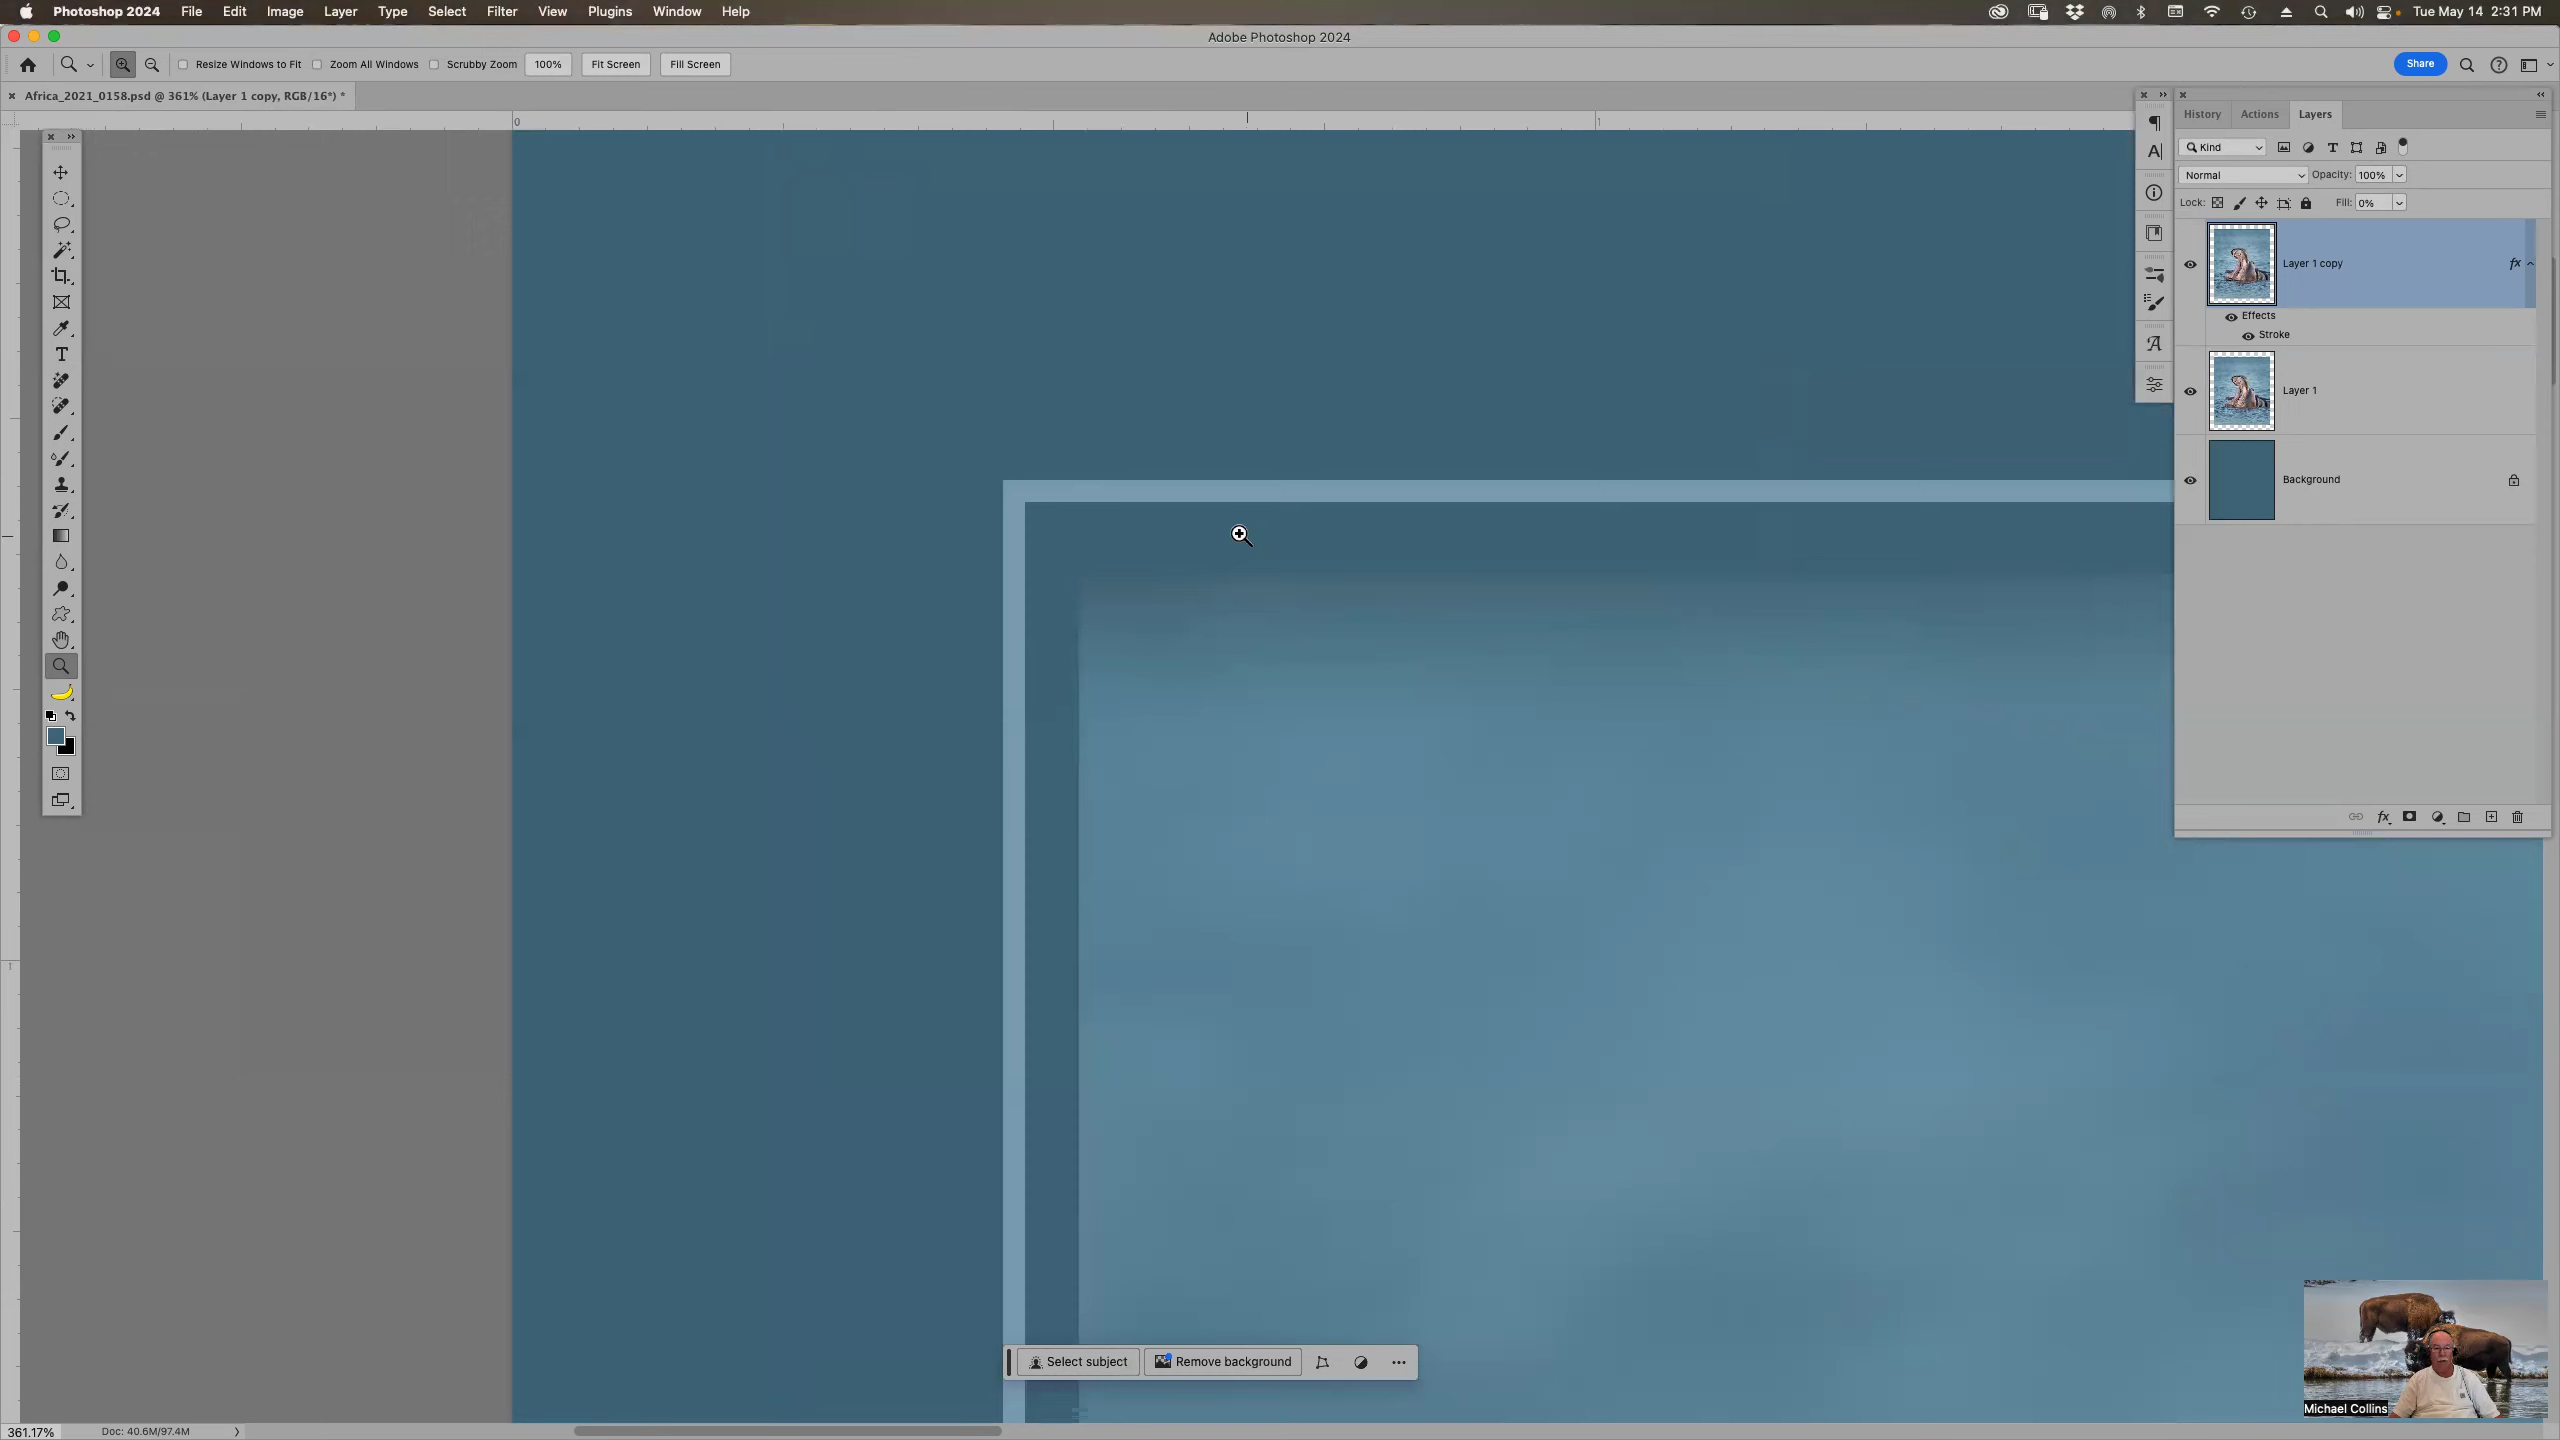 Photoshop 2024 File Edit Image Layer Type Select Filter View Plugins Window Help Tue May 14 2:31 PM
Adobe Photoshop 2024
Resize Windows to Fit Zoom All Windows Scrubby Zoom 100% Fit Screen Fill Screen Share
Africa_2021_0158.psd @ 361% (Layer 1 copy, RGB/16*) *
0 1
History Actions Layers
Kind
Normal Opacity: 100%
Lock: Fill: 0%
Layer 1 copy fx
Effects
Stroke
Layer 1
Background
1
Select subject Remove background
Michael Collins
361.17% Doc: 40.6M/97.4M